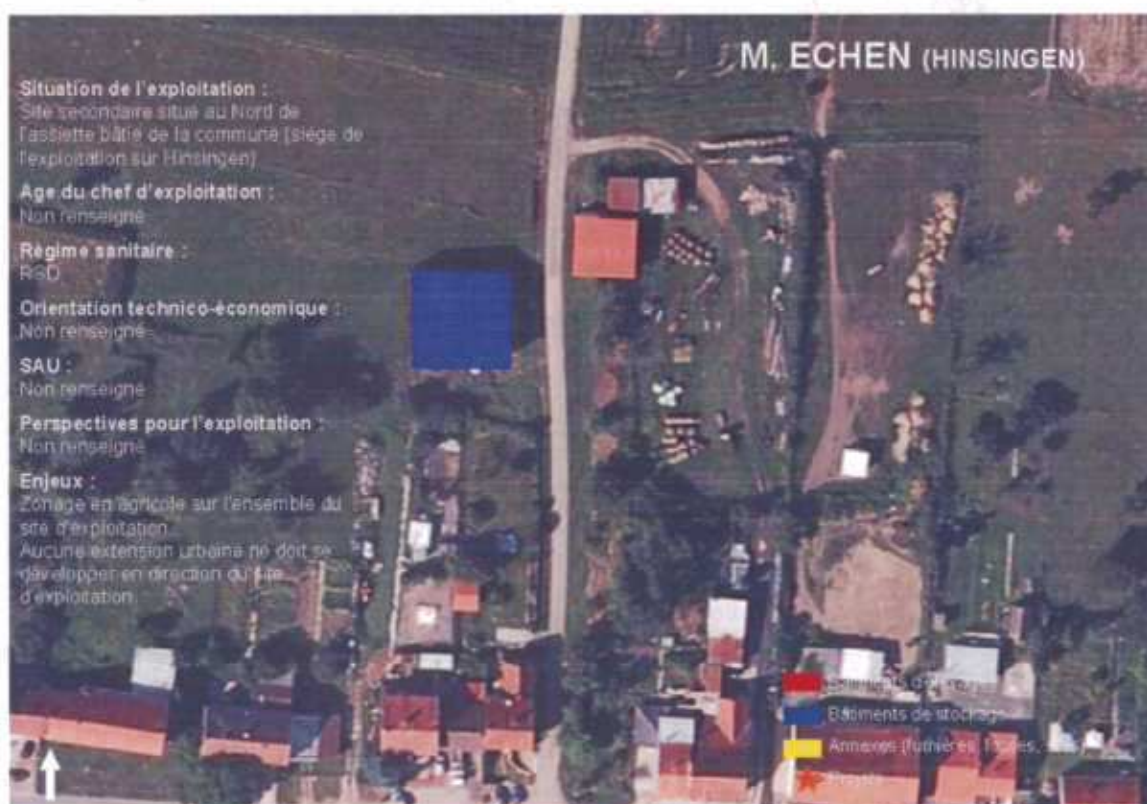 M. ECHEN (HINSINGEN)
Situation de l'exploitation :
Site secondaire situé au Nord de
l'assiette bâtie de la commune (siège de
l'exploitation sur Hinsingen)
Age du chef d'exploitation :
Non renseigné
Régime sanitaire :
RSD
Orientation technico-économique :
Non renseigné
SAU :
Non renseigné
Perspectives pour l'exploitation :
Non renseigné
Enjeux :
Zonage en agricole sur l'ensemble du
site d'exploitation.
Aucune extension urbaine ne doit se
développer en direction du site
d'exploitation.
Bâtiments
Bâtiments de stockage
Annexes (fumières,